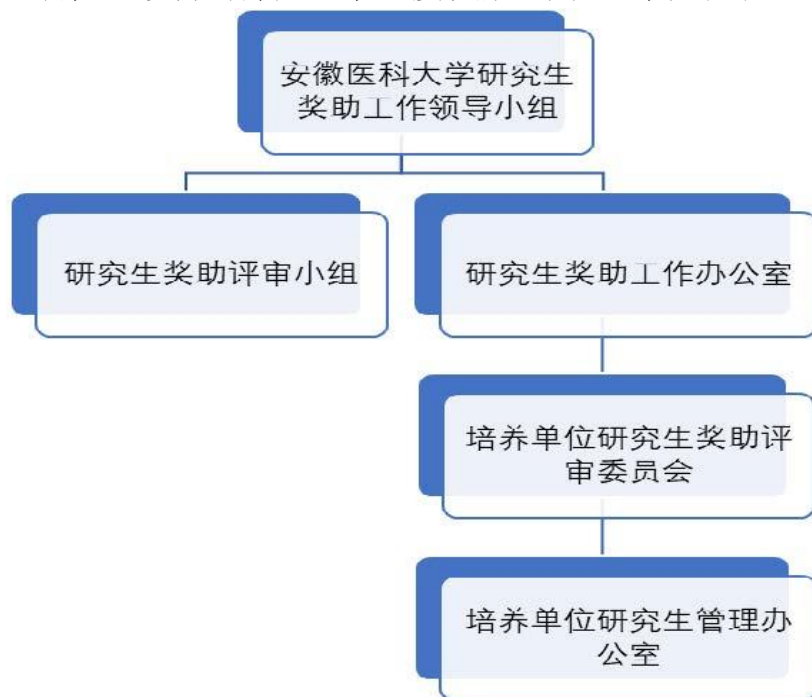 安徽医科大学研究生
奖助工作领导小组
研究生奖助评审小组
研究生奖助工作办公室
培养单位研究生奖助评
审委员会
培养单位研究生管理办
公室